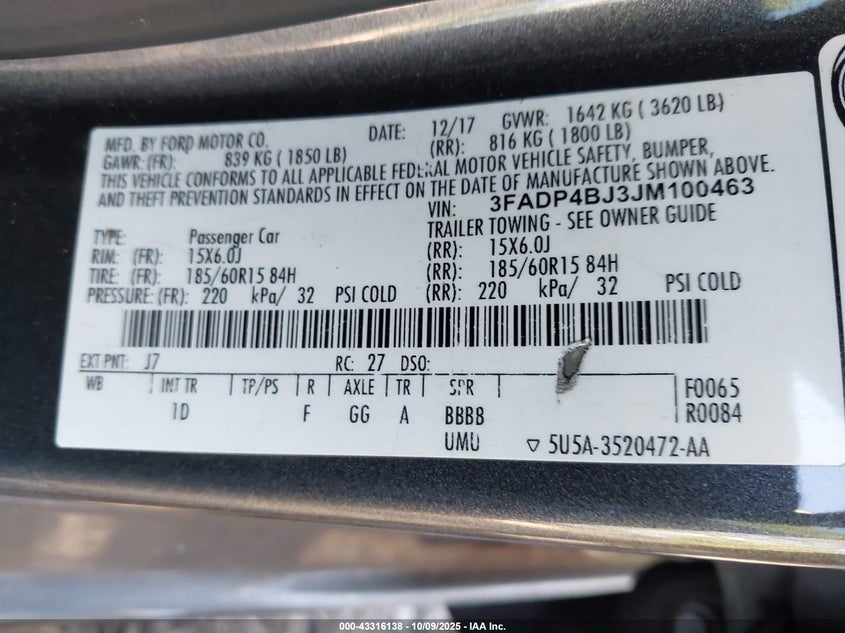 MFD. BY FORD MOTOR CO. DATE: 12/17 GVWR: 1642 KG ( 3620 LB)
GAWR: (FR): 839 KG ( 1850 LB) (RR): 816 KG ( 1800 LB)
THIS VEHICLE CONFORMS TO ALL APPLICABLE FEDERAL MOTOR VEHICLE SAFETY, BUMPER,
AND THEFT PREVENTION STANDARDS IN EFFECT ON THE DATE OF MANUFACTURE SHOWN ABOVE.
VIN: 3FADP4BJ3JM100463
TYPE: Passenger Car TRAILER TOWING - SEE OWNER GUIDE
RIM: (FR): 15X6.0J (RR): 15X6.0J
TIRE: (FR): 185/60R15 84H (RR): 185/60R15 84H
PRESSURE: (FR): 220 kPa/ 32 PSI COLD (RR): 220 kPa/ 32 PSI COLD
EXT PNT: J7 RC: 27 DSO:
WB INT TR TP/PS R AXLE TR SPR F0065
1D F GG A BBBB R0084
UMU ▽ 5U5A-3520472-AA
000-43316138 - 10/09/2025 - IAA Inc.